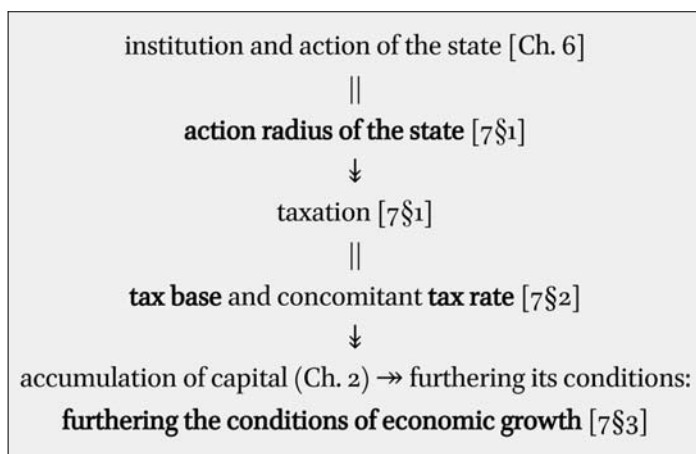 institution and action of the state [Ch. 6]
||
action radius of the state [7§1]
↡
taxation [7§1]
||
tax base and concomitant tax rate [7§2]
↡
accumulation of capital (Ch. 2) ↠ furthering its conditions:
furthering the conditions of economic growth [7§3]